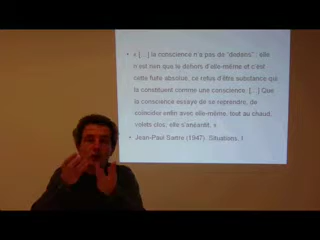 • « […] la conscience n'a pas de "dedans" ; elle
n'est rien que le dehors d'elle-même et c'est
cette fuite absolue, ce refus d'être substance qui
la constituent comme une conscience. […] Que
la conscience essaye de se reprendre, de
coïncider enfin avec elle-même, tout au chaud,
volets clos, elle s'anéantit. »
• Jean-Paul Sartre (1947). Situations, I